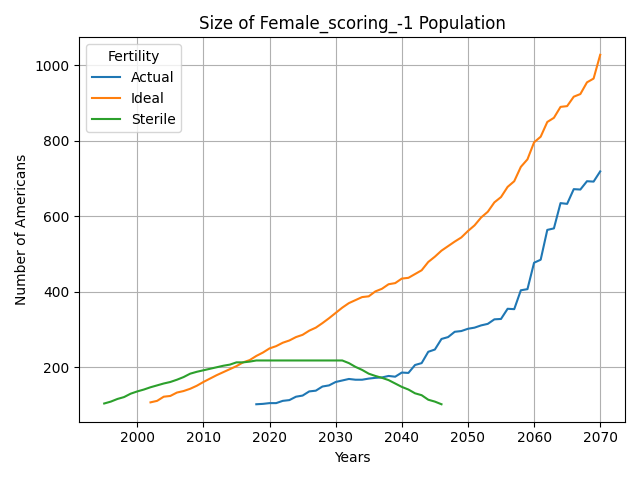 Size of Female_scoring_-1 Population
Fertility
Actual
Ideal
Sterile
Number of Americans
1000
800
600
400
200
2000 2010 2020 2030 2040 2050 2060 2070
Years